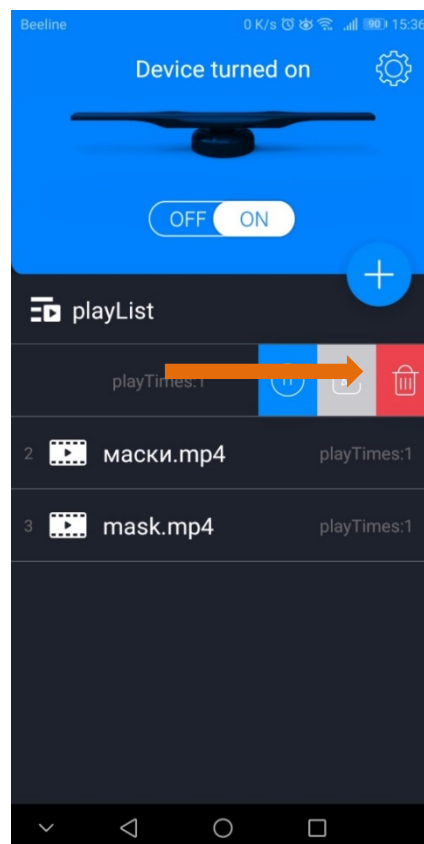 Beeline 0 K/s 90 15:36
Device turned on
OFF ON
playList
playTimes:1
2 маски.mp4 playTimes:1
3 mask.mp4 playTimes:1